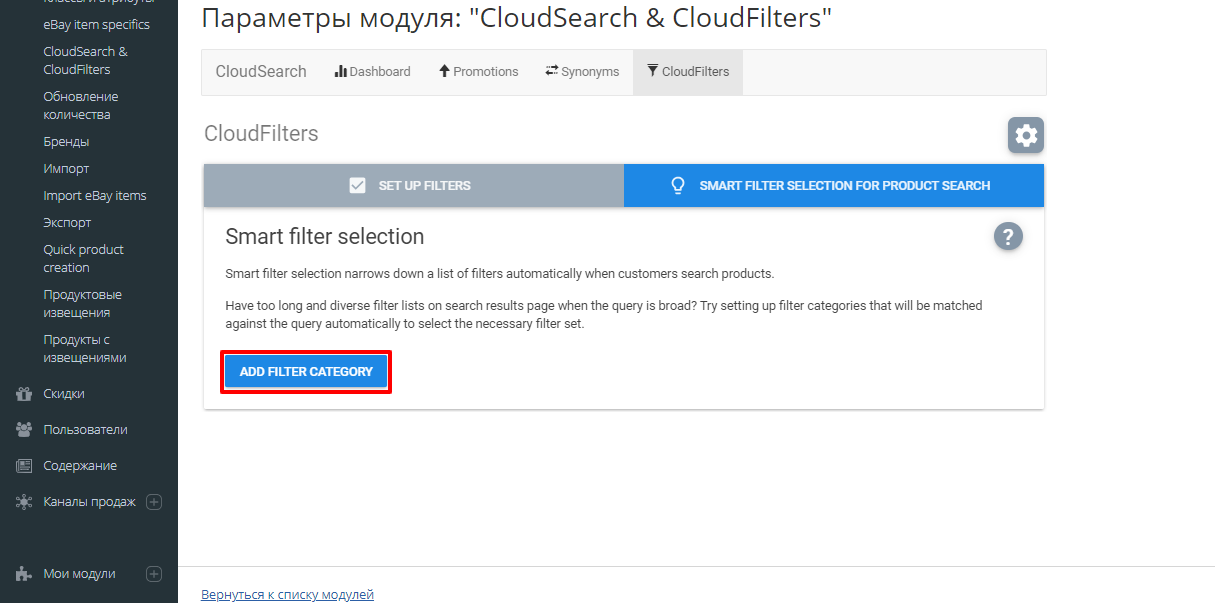 Классы и атрибуты
eBay item specifics
CloudSearch &
CloudFilters
Обновление
количества
Бренды
Импорт
Import eBay items
Экспорт
Quick product
creation
Продуктовые
извещения
Продукты с
извещениями
Скидки
Пользователи
Содержание
Каналы продаж
Мои модули
Параметры модуля: "CloudSearch & CloudFilters"
CloudSearch Dashboard Promotions Synonyms CloudFilters
CloudFilters
SET UP FILTERS SMART FILTER SELECTION FOR PRODUCT SEARCH
Smart filter selection ?
Smart filter selection narrows down a list of filters automatically when customers search products.
Have too long and diverse filter lists on search results page when the query is broad? Try setting up filter categories that will be matched
against the query automatically to select the necessary filter set.
ADD FILTER CATEGORY
Вернуться к списку модулей